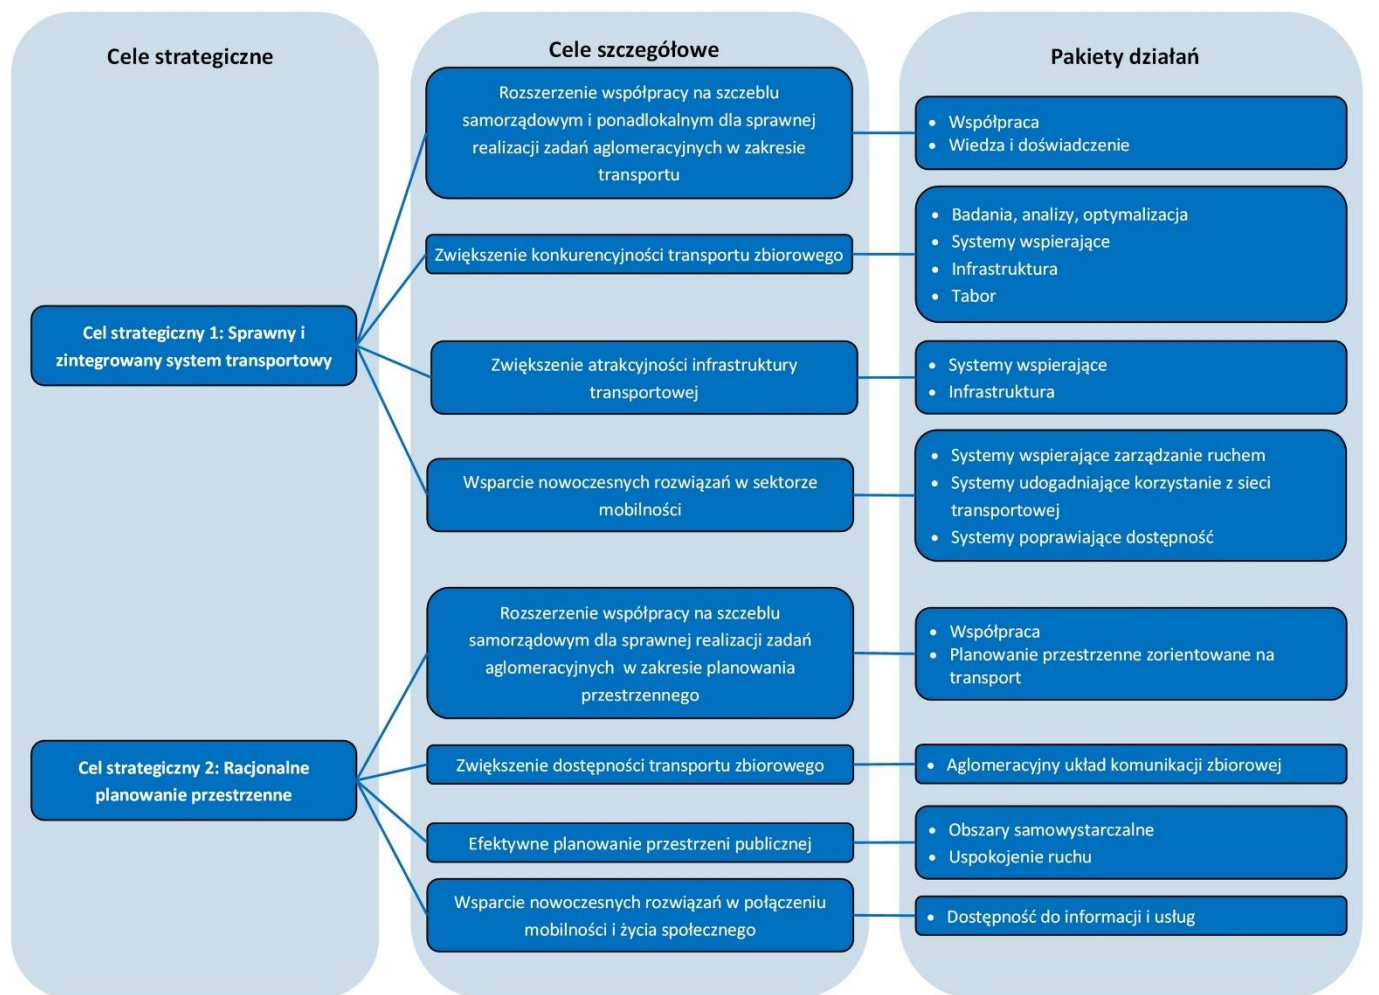 Cele strategiczne
Cele szczegółowe
Pakiety działań
Cel strategiczny 1: Sprawny i
zintegrowany system transportowy
Rozszerzenie współpracy na szczeblu
samorządowym i ponadlokalnym dla sprawnej
realizacji zadań aglomeracyjnych w zakresie
transportu
• Współpraca
• Wiedza i doświadczenie
Zwiększenie konkurencyjności transportu zbiorowego
• Badania, analizy, optymalizacja
• Systemy wspierające
• Infrastruktura
• Tabor
Zwiększenie atrakcyjności infrastruktury
transportowej
• Systemy wspierające
• Infrastruktura
Wsparcie nowoczesnych rozwiązań w sektorze
mobilności
• Systemy wspierające zarządzanie ruchem
• Systemy udogadniające korzystanie z sieci
transportowej
• Systemy poprawiające dostępność
Cel strategiczny 2: Racjonalne
planowanie przestrzenne
Rozszerzenie współpracy na szczeblu
samorządowym dla sprawnej realizacji zadań
aglomeracyjnych w zakresie planowania
przestrzennego
• Współpraca
• Planowanie przestrzenne zorientowane na
transport
Zwiększenie dostępności transportu zbiorowego
• Aglomeracyjny układ komunikacji zbiorowej
Efektywne planowanie przestrzeni publicznej
• Obszary samowystarczalne
• Uspokojenie ruchu
Wsparcie nowoczesnych rozwiązań w połączeniu
mobilności i życia społecznego
• Dostępność do informacji i usług